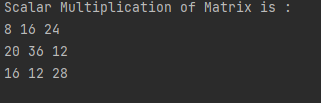 Scalar Multiplication of Matrix is :
8 16 24
20 36 12
16 12 28